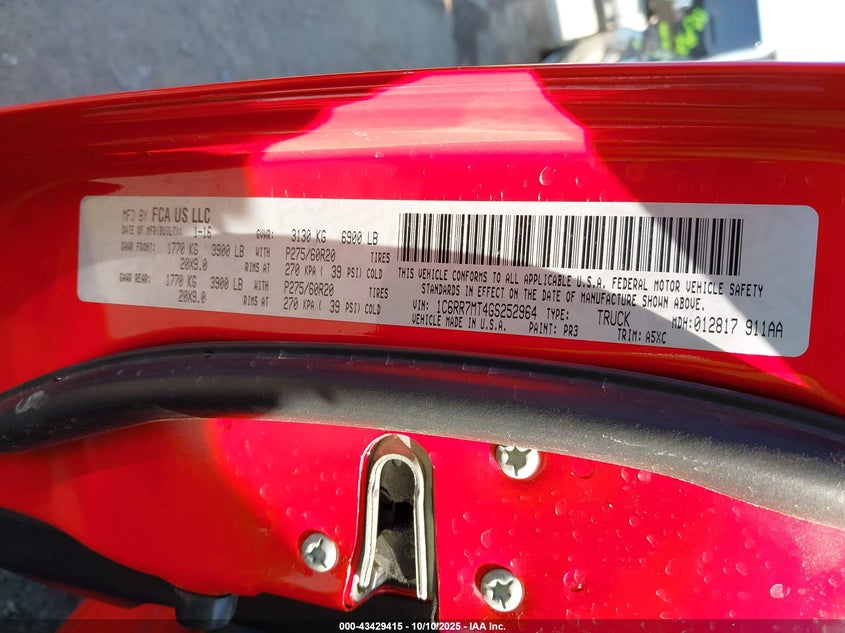 MFD BY FCA US LLC
DATE OF MFR(BUILT): 1-16 GVWR: 3130 KG 6900 LB
GAWR FRONT: 1770 KG 3900 LB WITH P275/60R20 TIRES
20X9.0 RIMS AT 270 KPA ( 39 PSI) COLD
GAWR REAR: 1770 KG 3900 LB WITH P275/60R20 TIRES
20X9.0 RIMS AT 270 KPA ( 39 PSI) COLD
THIS VEHICLE CONFORMS TO ALL APPLICABLE U.S.A. FEDERAL MOTOR VEHICLE SAFETY
STANDARDS IN EFFECT ON THE DATE OF MANUFACTURE SHOWN ABOVE.
VIN: 1C6RR7MT4GS252964 TYPE: TRUCK MDH:012817 911AA
VEHICLE MADE IN U.S.A. PAINT: PR3 TRIM: A5XC
000-43429415 - 10/10/2025 - IAA Inc.